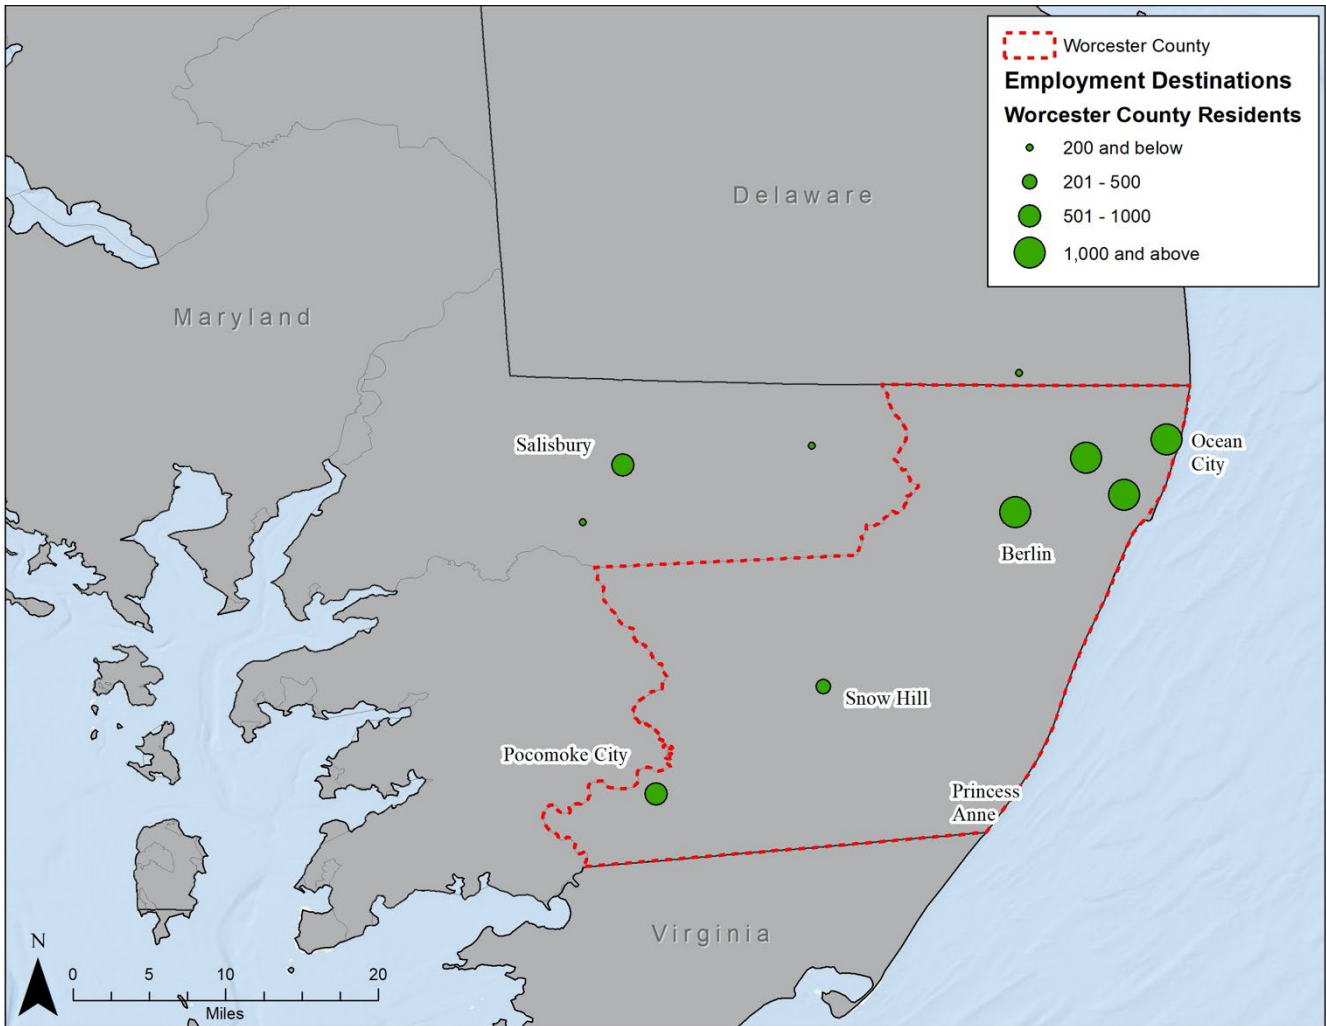 Worcester County
Employment Destinations
Worcester County Residents
200 and below
201 - 500
501 - 1000
1,000 and above
Delaware
Maryland
Salisbury
Ocean
City
Berlin
Snow Hill
Pocomoke City
Princess
Anne
Virginia
N
0 5 10 20
Miles